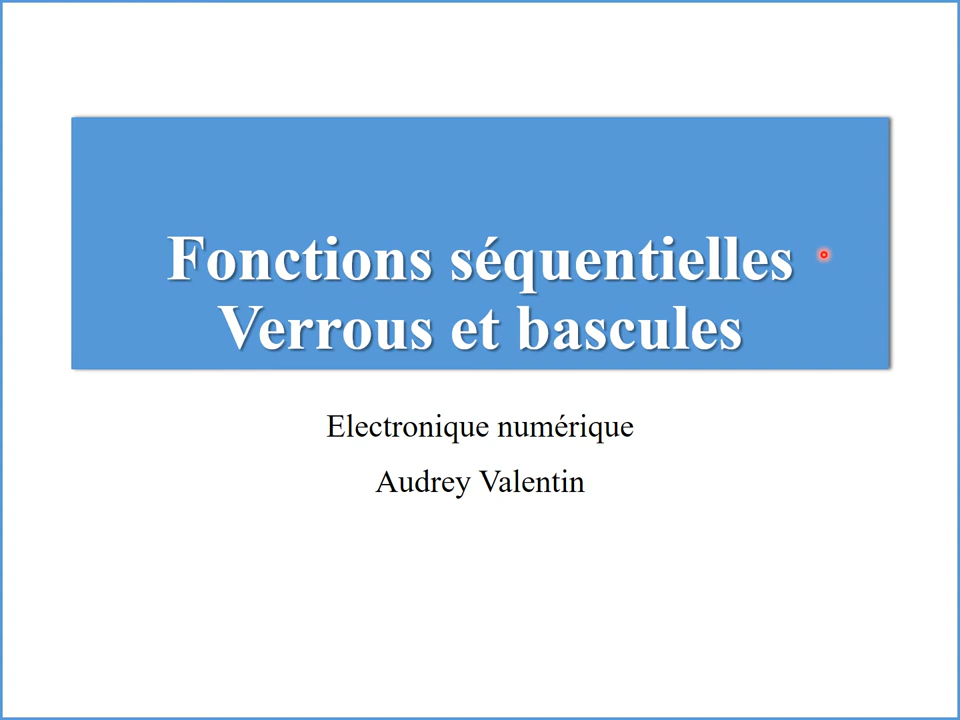 Fonctions séquentielles
Verrous et bascules
Electronique numérique
Audrey Valentin